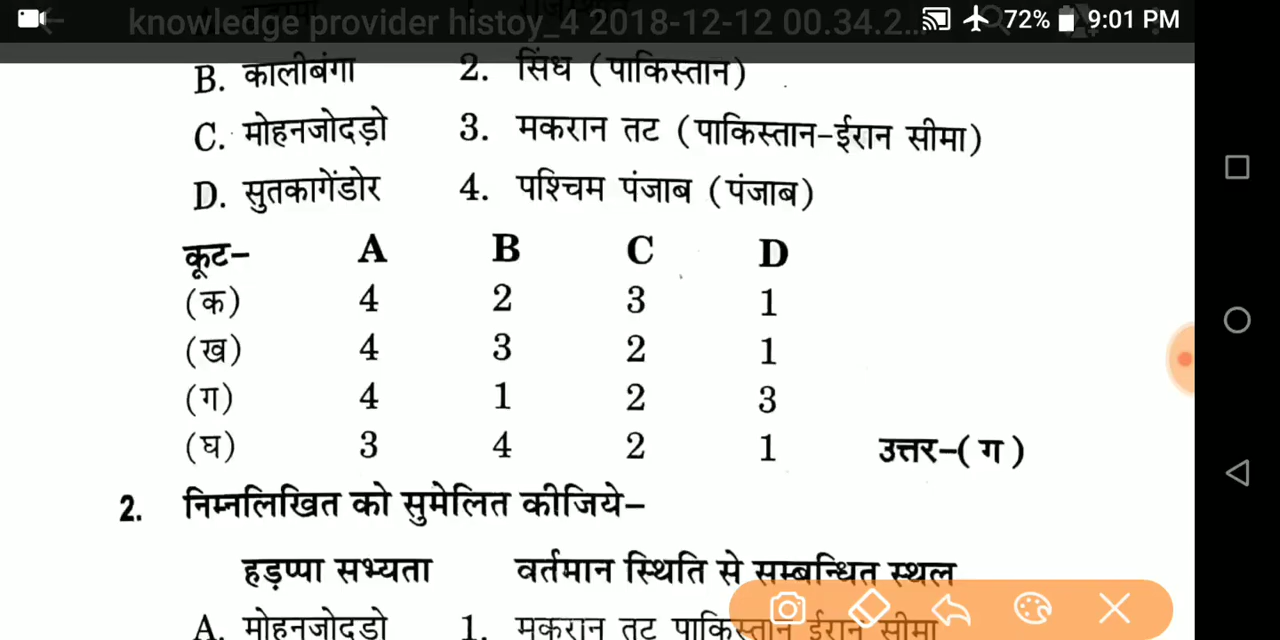 knowledge provider histoy_4 2018-12-12 00.34.2... 72% 9:01 PM
B. कालीबंगा 2. सिंध (पाकिस्तान)
C. मोहनजोदड़ो 3. मकरान तट (पाकिस्तान-ईरान सीमा)
D. सुतकागेंडोर 4. पश्चिम पंजाब (पंजाब)
कूट– A B C D
(क) 4 2 3 1
(ख) 4 3 2 1
(ग) 4 1 2 3
(घ) 3 4 2 1 उत्तर–(ग)
2. निम्नलिखित को सुमेलित कीजिये–
हड़प्पा सभ्यता वर्तमान स्थिति से सम्बन्धित स्थल
A. मोहनजोदड़ो 1. मकरान तट पाकिस्तान ईरान सीमा